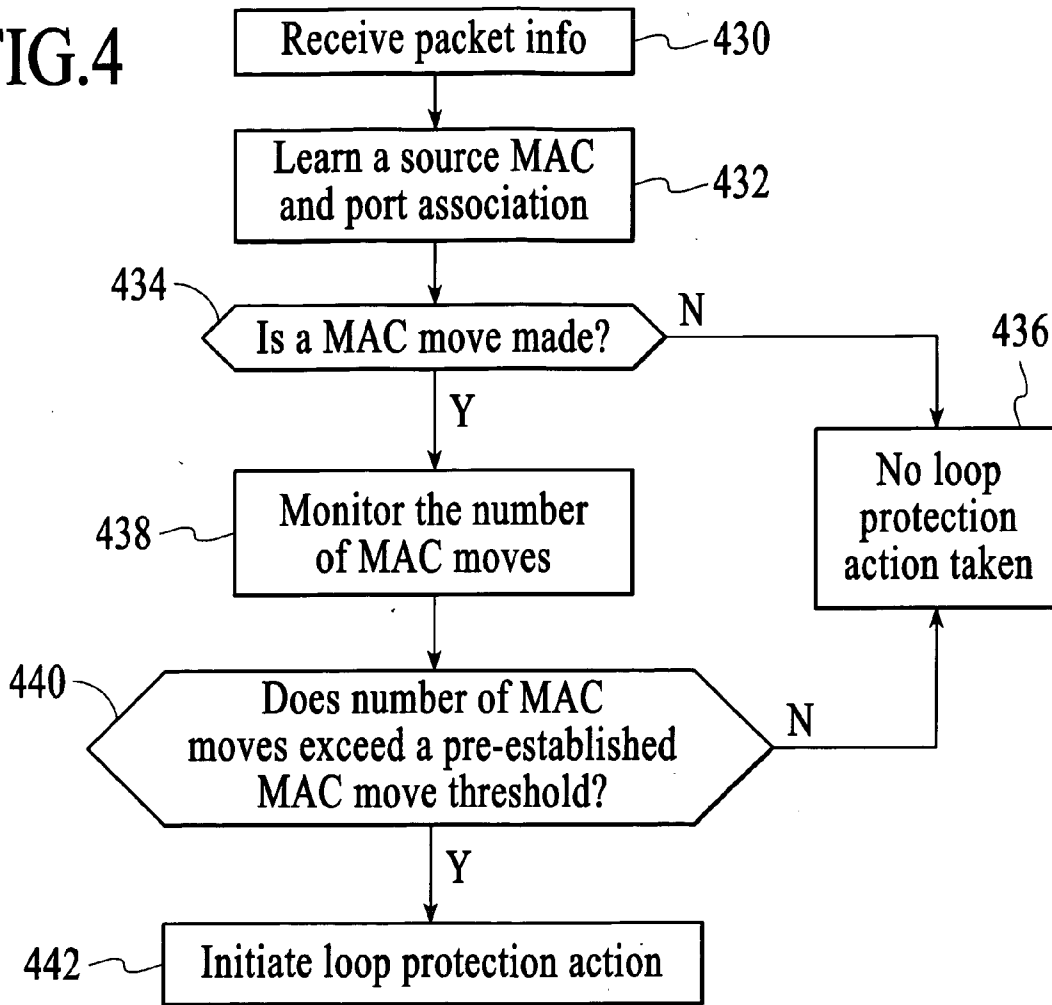 FIG.4
Receive packet info
430
Learn a source MAC
and port association
432
434
Is a MAC move made?
N
Y
436
No loop
protection
action taken
438
Monitor the number
of MAC moves
440
Does number of MAC
moves exceed a pre-established
MAC move threshold?
N
Y
442
Initiate loop protection action